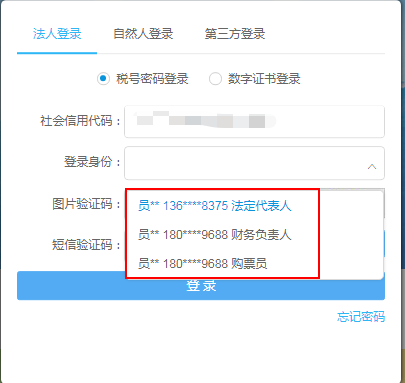 法人登录 自然人登录 第三方登录
税号密码登录 数字证书登录
社会信用代码：
登录身份：
图片验证码：
员** 136****8375 法定代表人
员** 180****9688 财务负责人
短信验证码：
员** 180****9688 购票员
登录
忘记密码